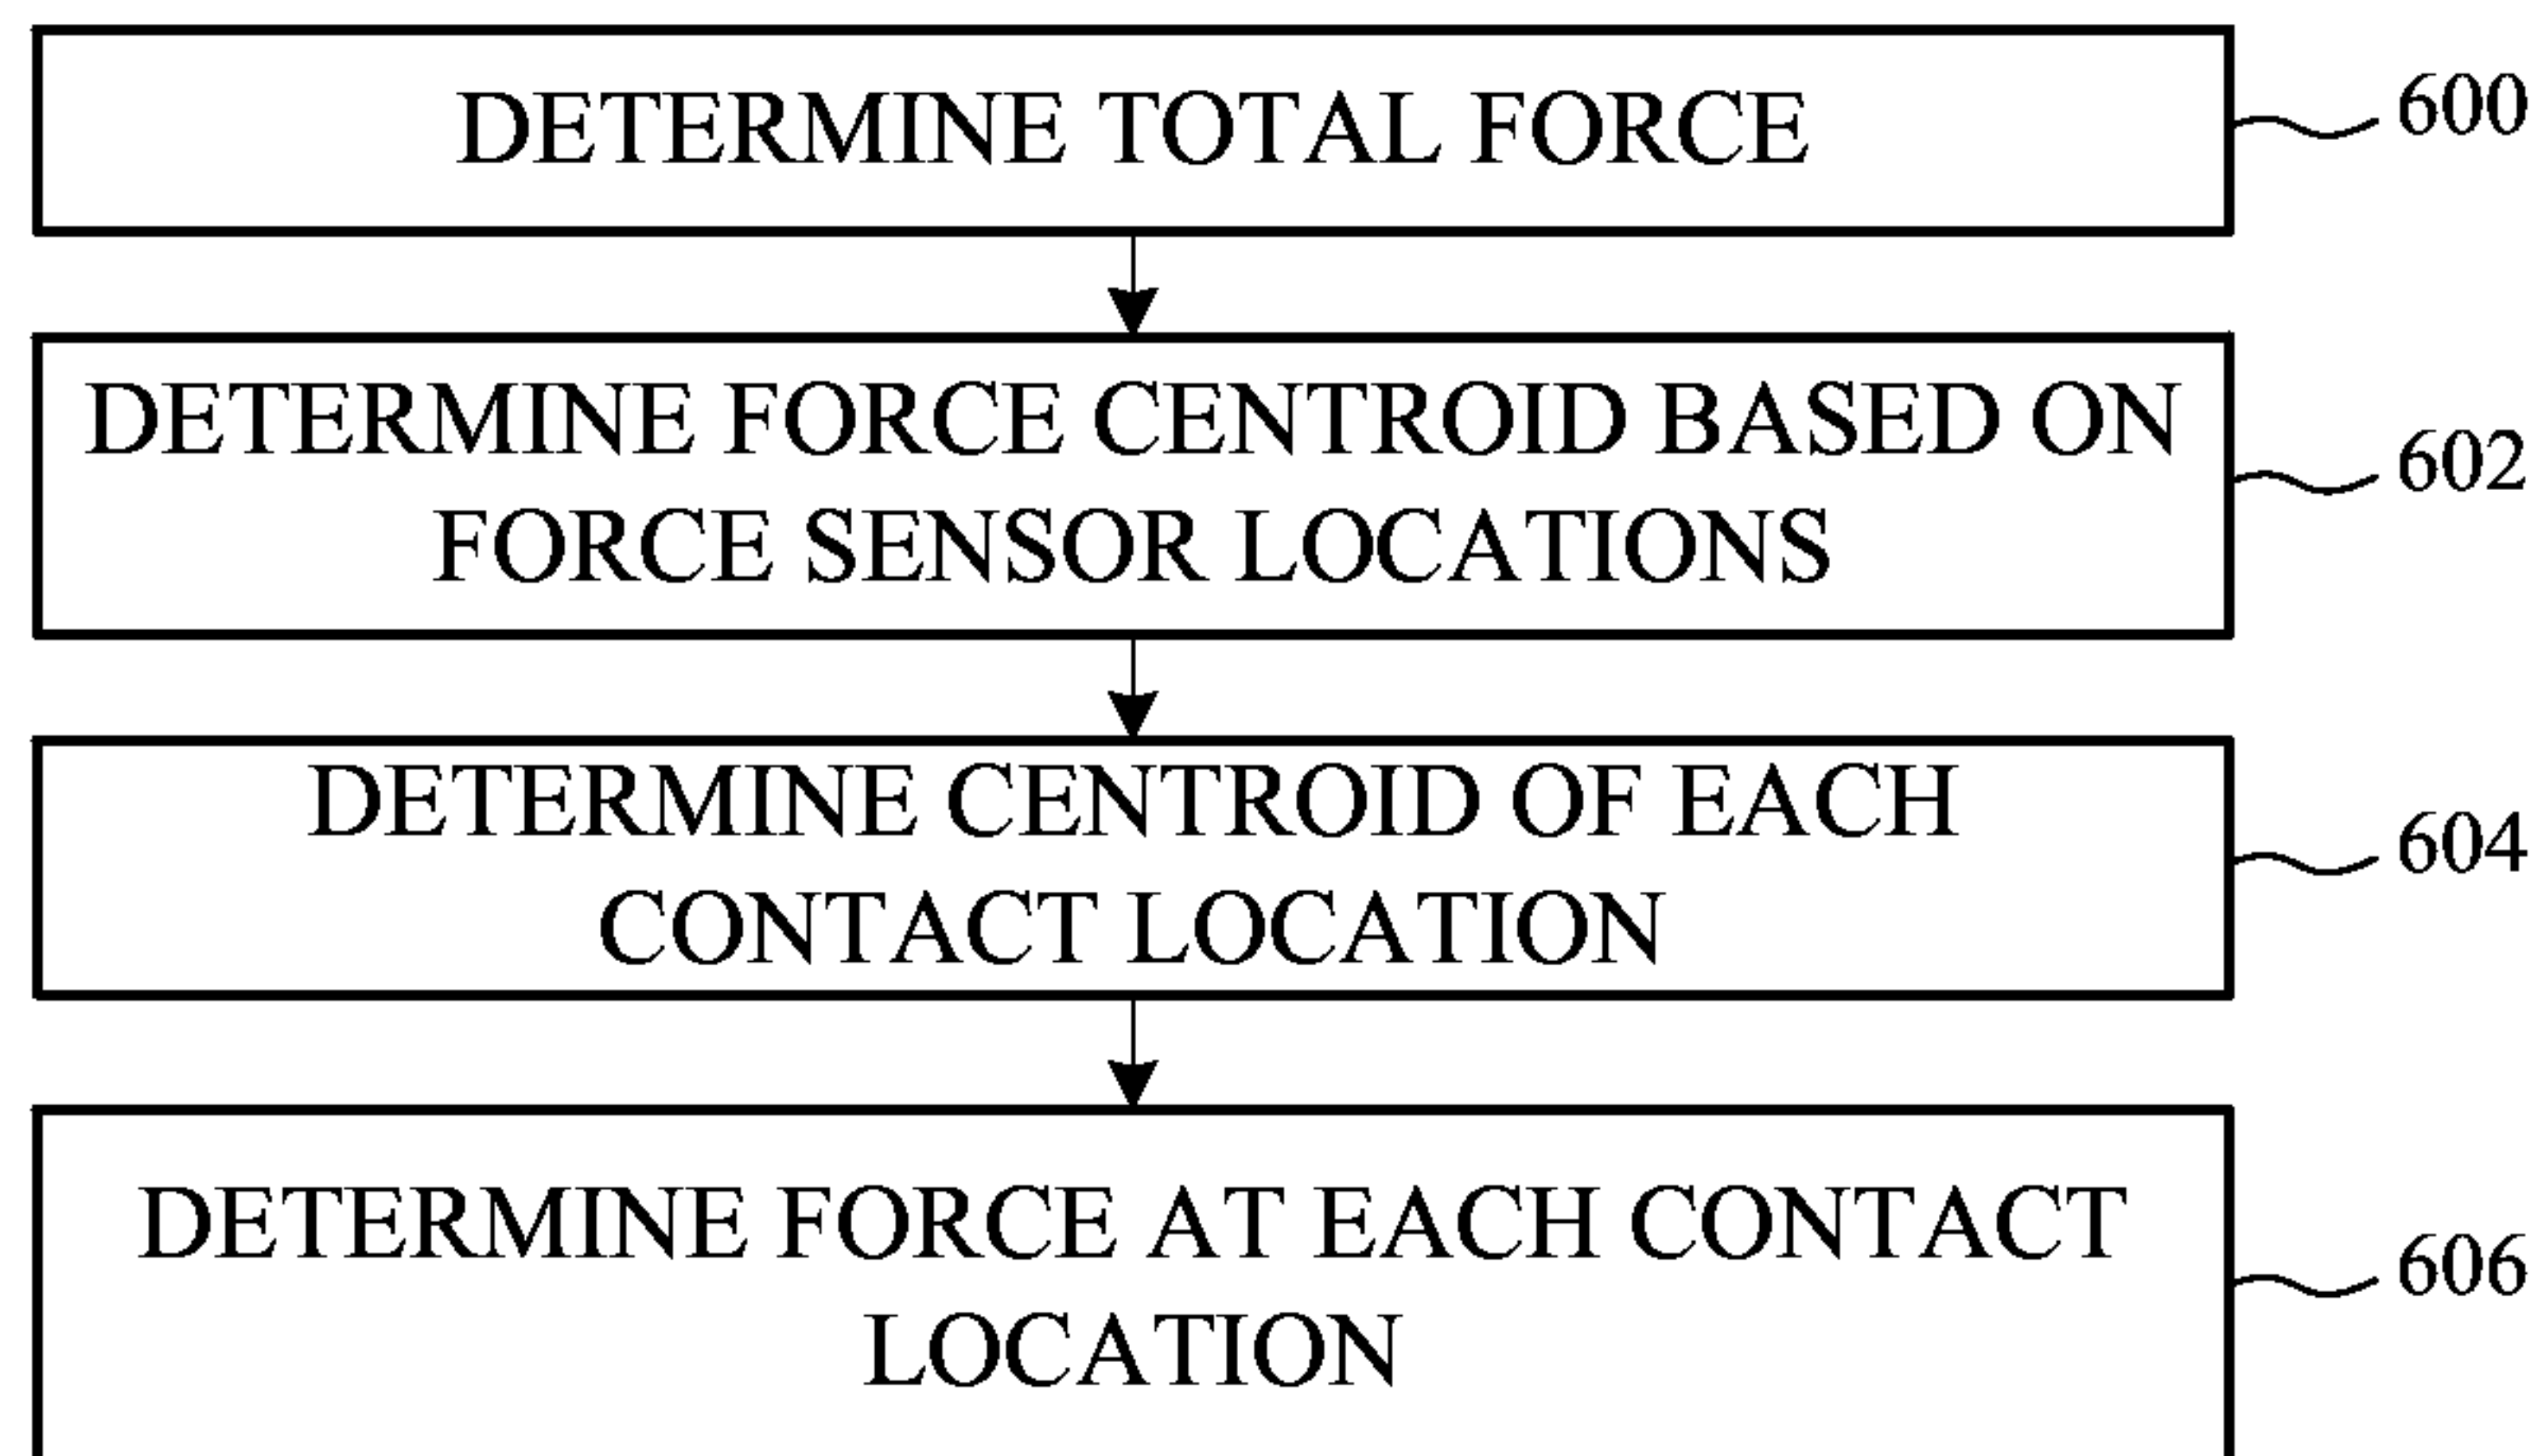 DETERMINE TOTAL FORCE
600
DETERMINE FORCE CENTROID BASED ON
FORCE SENSOR LOCATIONS
602
DETERMINE CENTROID OF EACH
CONTACT LOCATION
604
DETERMINE FORCE AT EACH CONTACT
LOCATION
606